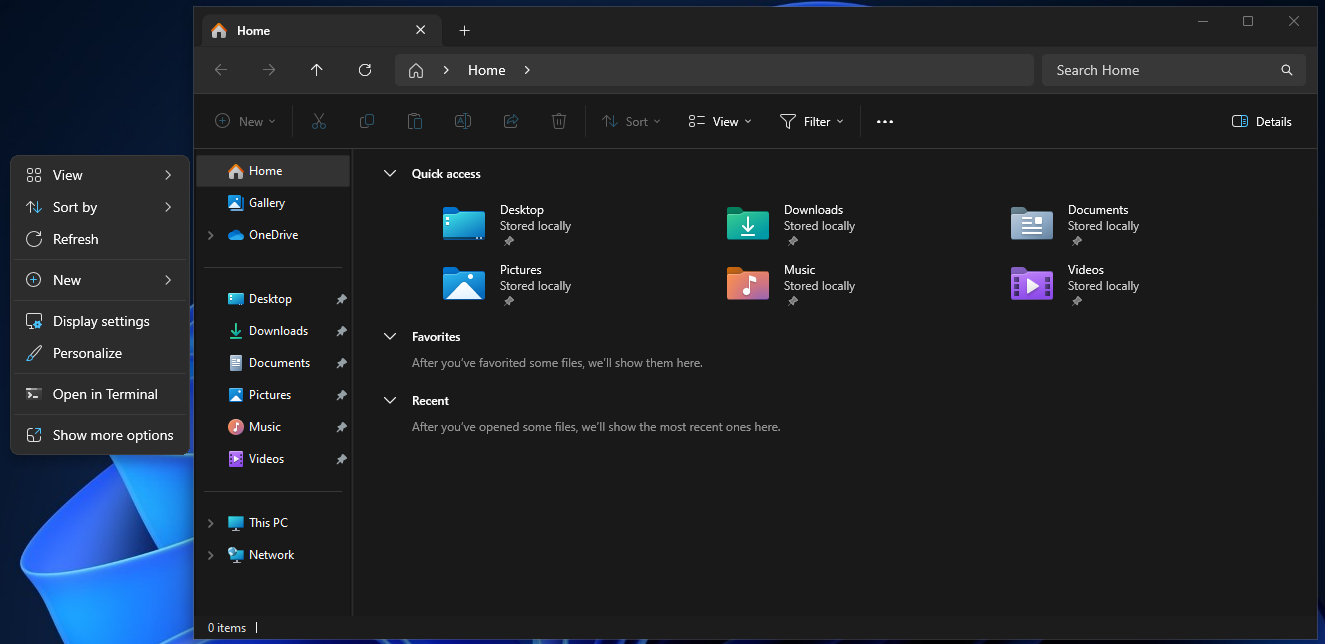 Home
Home
Search Home
New
Sort
View
Filter
Details
View
Sort by
Refresh
New
Display settings
Personalize
Open in Terminal
Show more options
Home
Gallery
OneDrive
Desktop
Downloads
Documents
Pictures
Music
Videos
This PC
Network
Quick access
Desktop
Stored locally
Downloads
Stored locally
Documents
Stored locally
Pictures
Stored locally
Music
Stored locally
Videos
Stored locally
Favorites
After you've favorited some files, we'll show them here.
Recent
After you've opened some files, we'll show the most recent ones here.
0 items